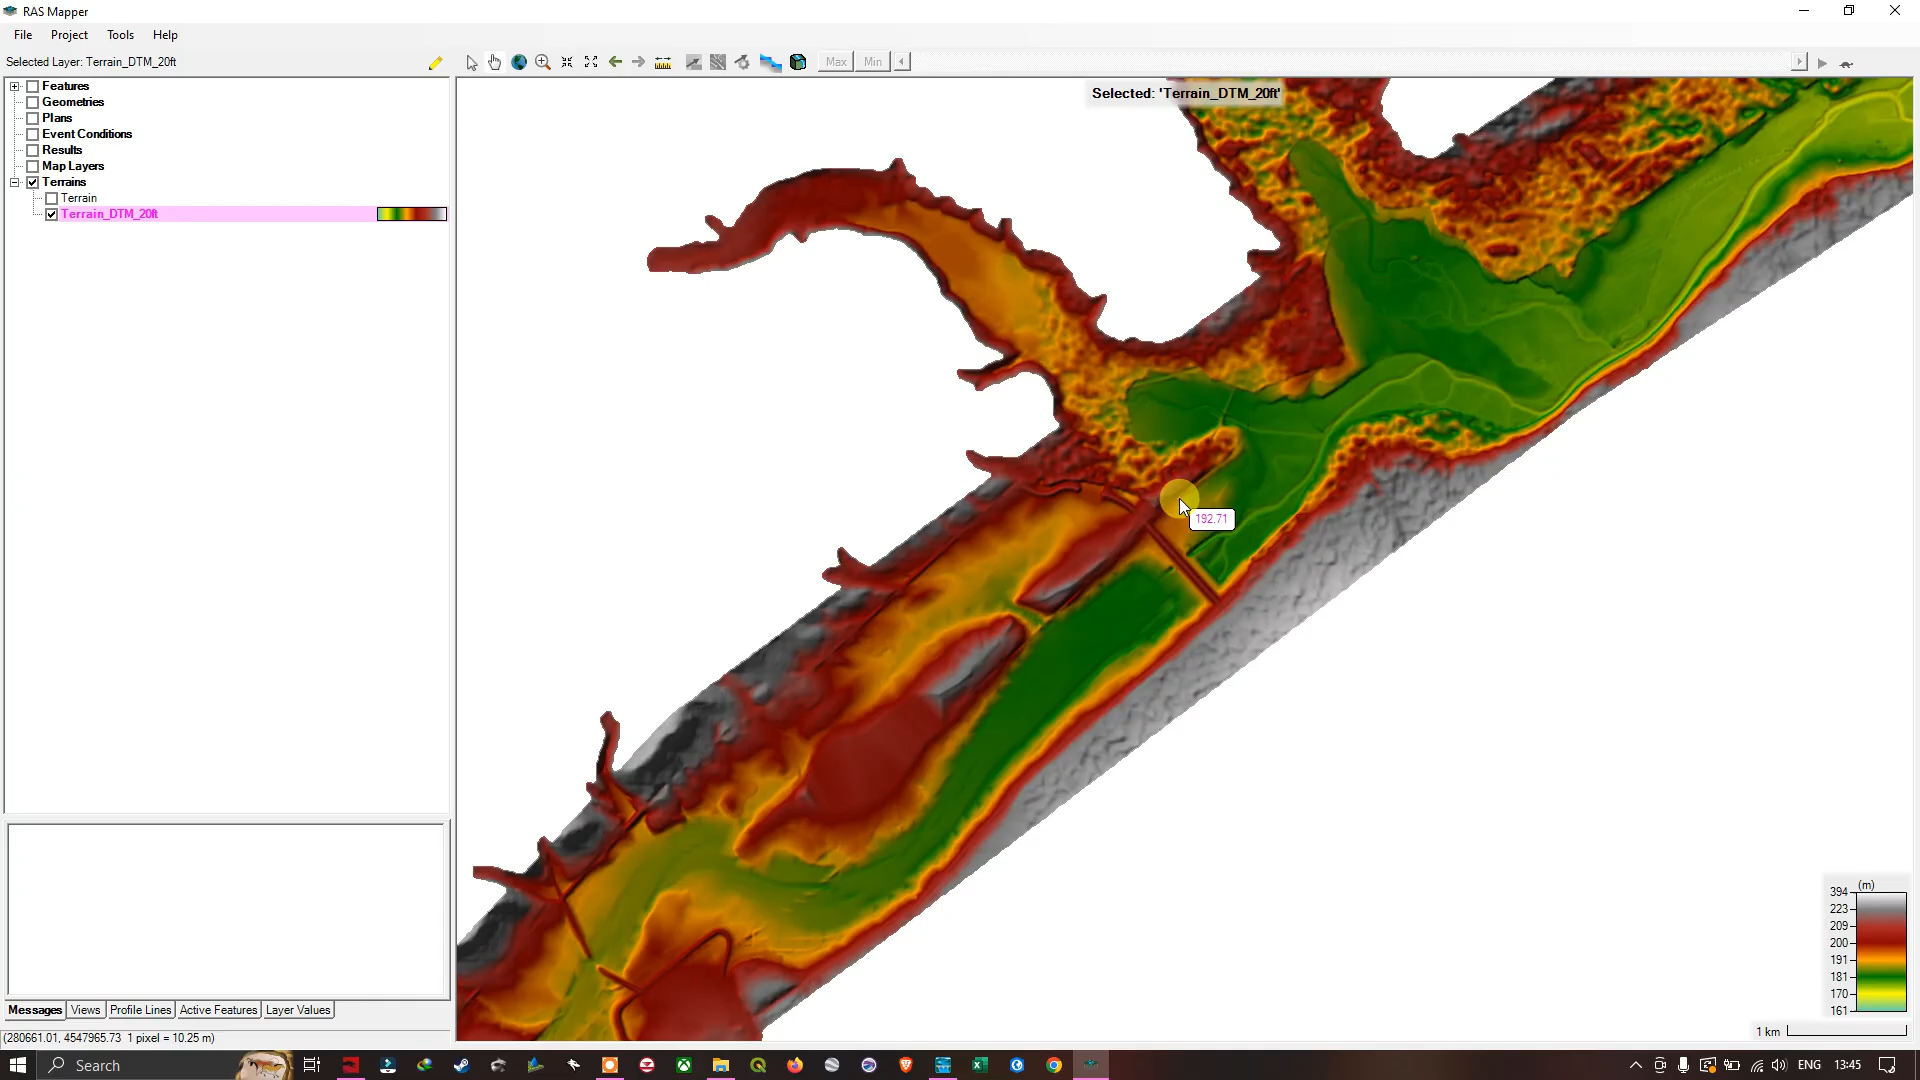 RAS Mapper
File Project Tools Help
Selected Layer: Terrain_DTM_20ft
Max Min
Features
Geometries
Plans
Event Conditions
Results
Map Layers
Terrains
Terrain
Terrain_DTM_20ft
Selected: 'Terrain_DTM_20ft'
192.71
(m)
394
223
209
200
191
181
170
161
1 km
Messages Views Profile Lines Active Features Layer Values
(280661.01, 4547965.73 1 pixel = 10.25 m)
Search
ENG 13:45